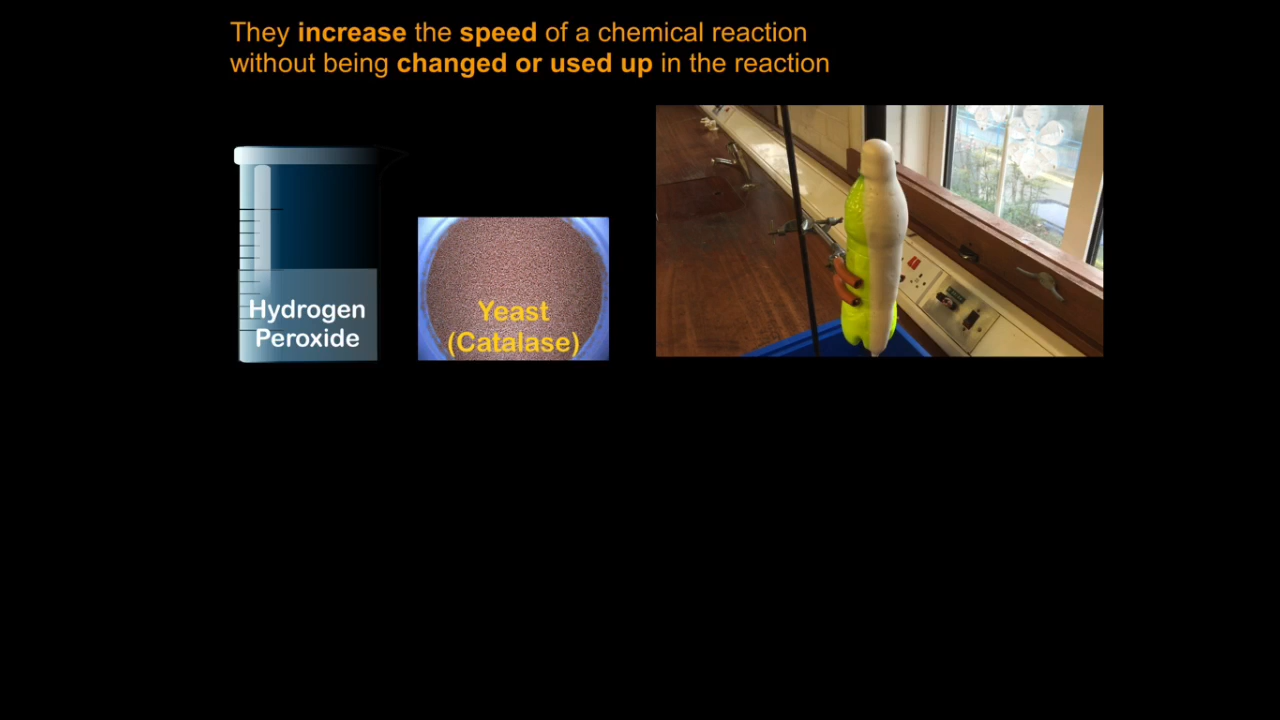 They increase the speed of a chemical reaction
without being changed or used up in the reaction
Hydrogen
Peroxide
Yeast
(Catalase)